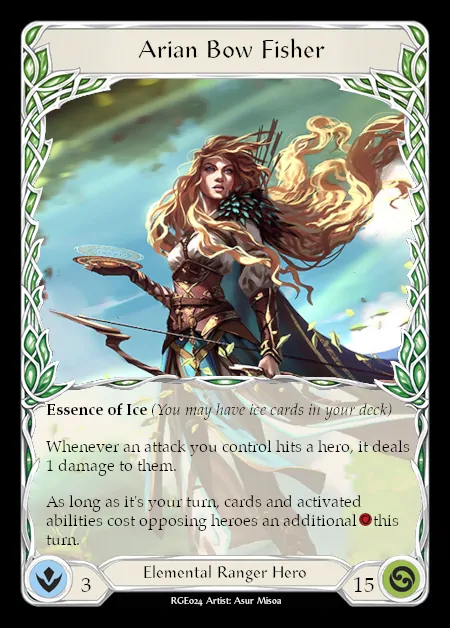 Arian Bow Fisher
Essence of Ice (You may have ice cards in your deck)
Whenever an attack you control hits a hero, it deals
1 damage to them.
As long as it's your turn, cards and activated
abilities cost opposing heroes an additional this
turn.
3
Elemental Ranger Hero
15
RGE024 Artist: Asur Misoa